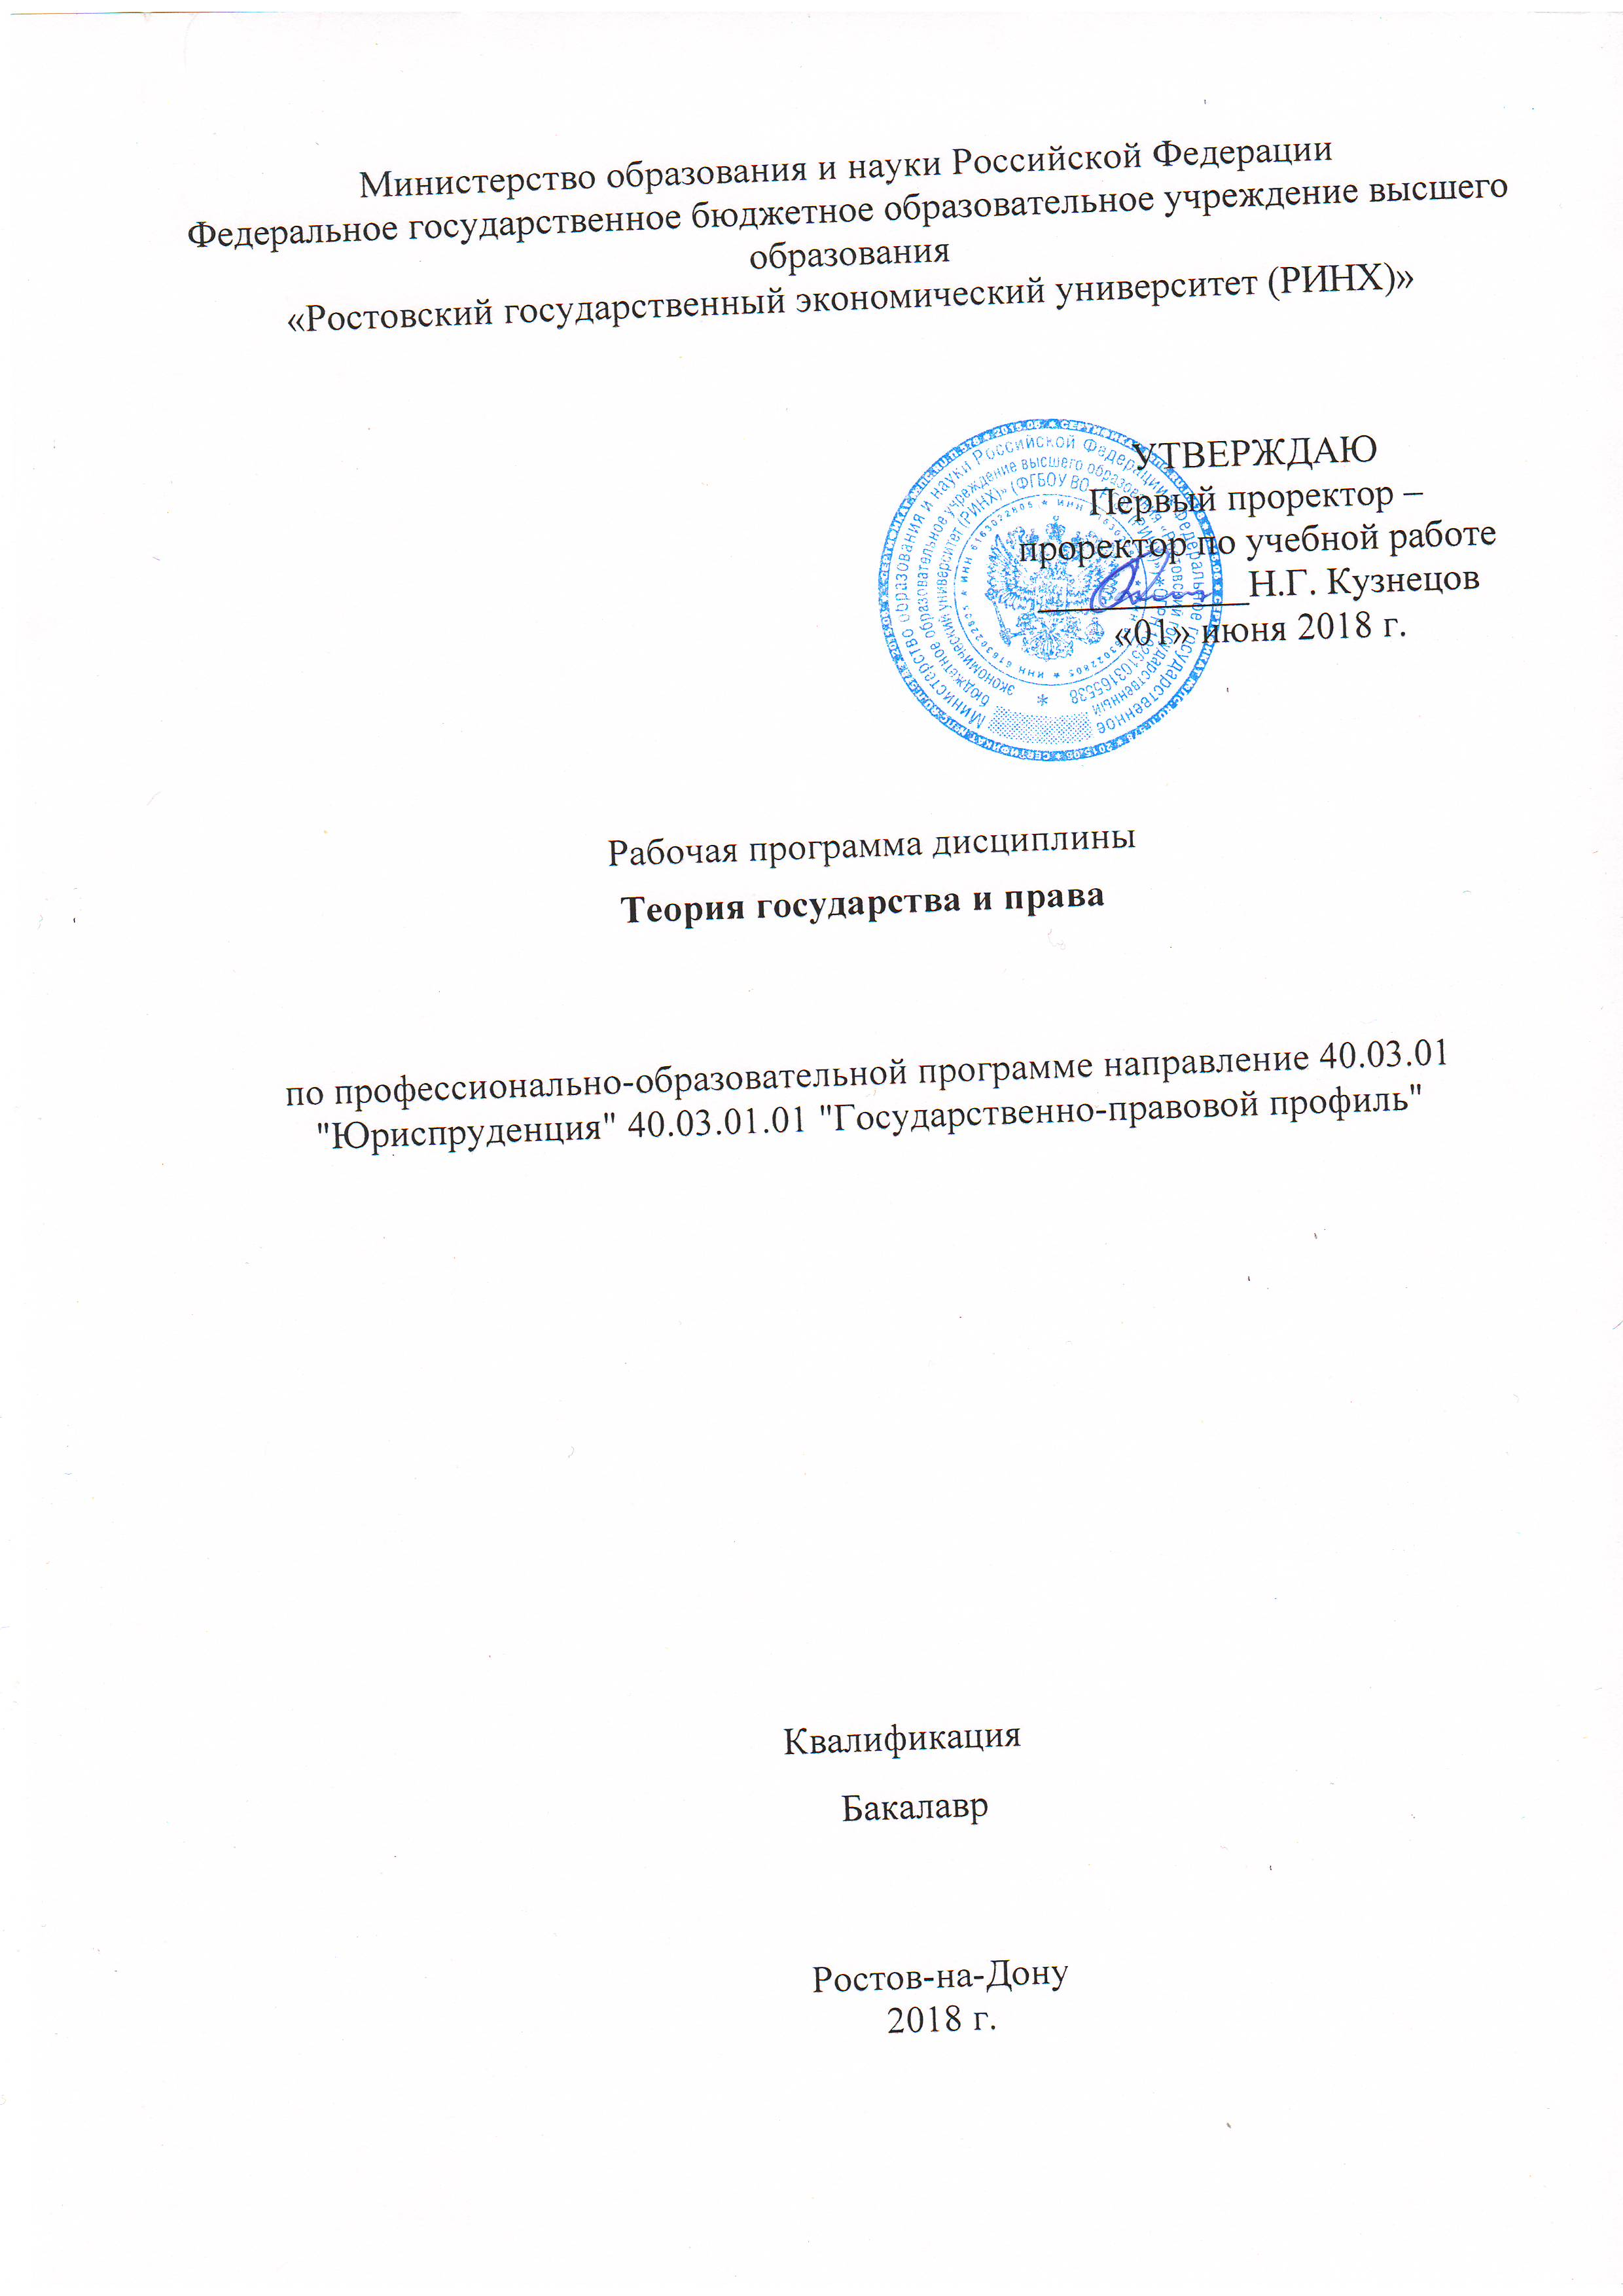 Министерство образования и науки Российской Федерации
Федеральное государственное бюджетное образовательное учреждение высшего
образования
«Ростовский государственный экономический университет (РИНХ)»
УТВЕРЖДАЮ
Первый проректор –
проректор по учебной работе
Н.Г. Кузнецов
«01» июня 2018 г.
Рабочая программа дисциплины
Теория государства и права
по профессионально-образовательной программе направление 40.03.01
"Юриспруденция" 40.03.01.01 "Государственно-правовой профиль"
Квалификация
Бакалавр
Ростов-на-Дону
2018 г.